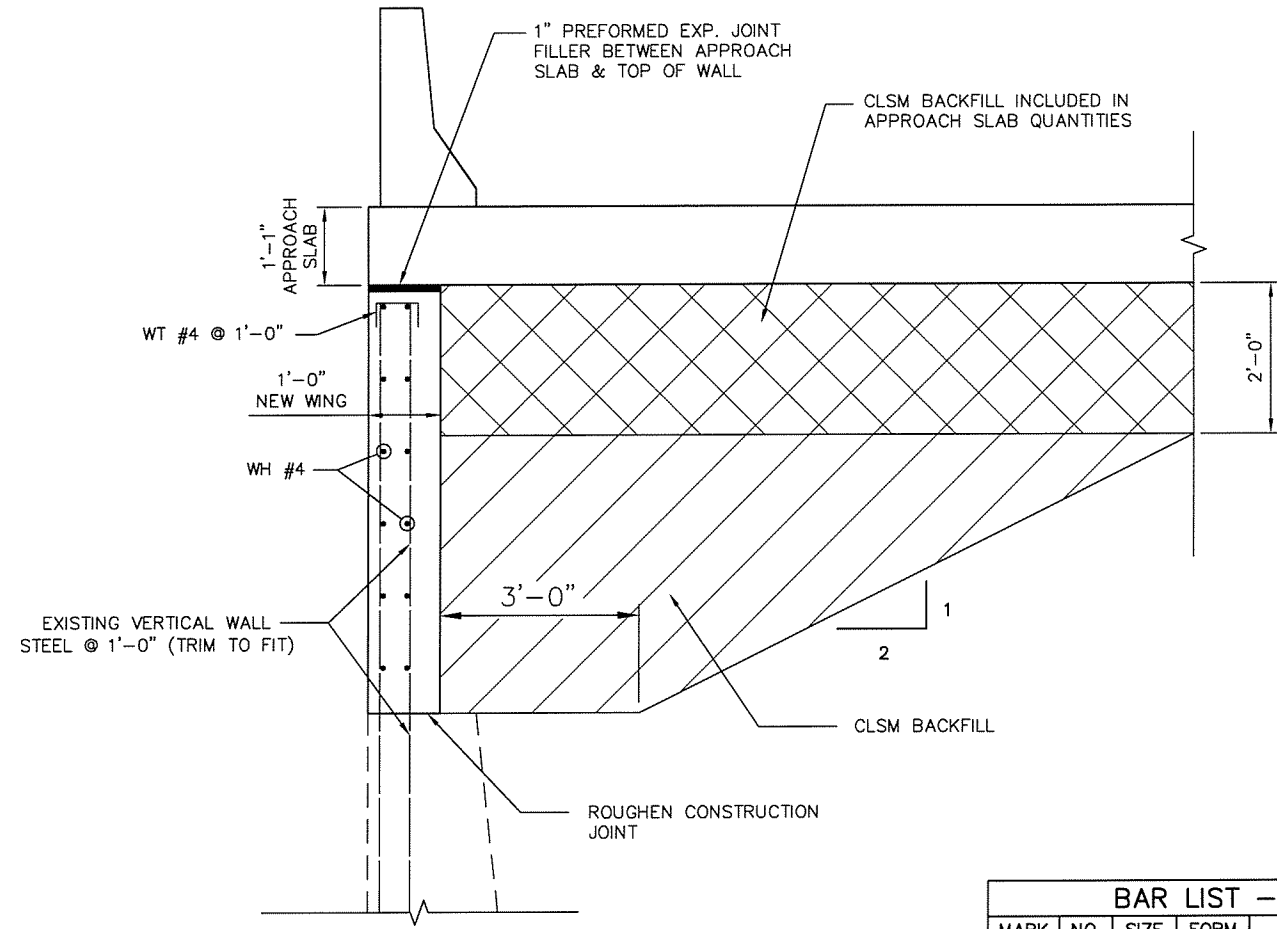 1" PREFORMED EXP. JOINT
FILLER BETWEEN APPROACH
SLAB & TOP OF WALL
CLSM BACKFILL INCLUDED IN
APPROACH SLAB QUANTITIES
1'-1"
APPROACH
SLAB
WT #4 @ 1'-0"
1'-0"
NEW WING
2'-0"
WH #4
3'-0"
1
2
EXISTING VERTICAL WALL
STEEL @ 1'-0" (TRIM TO FIT)
CLSM BACKFILL
ROUGHEN CONSTRUCTION
JOINT
BAR LIST –
MARK NO. SIZE FORM